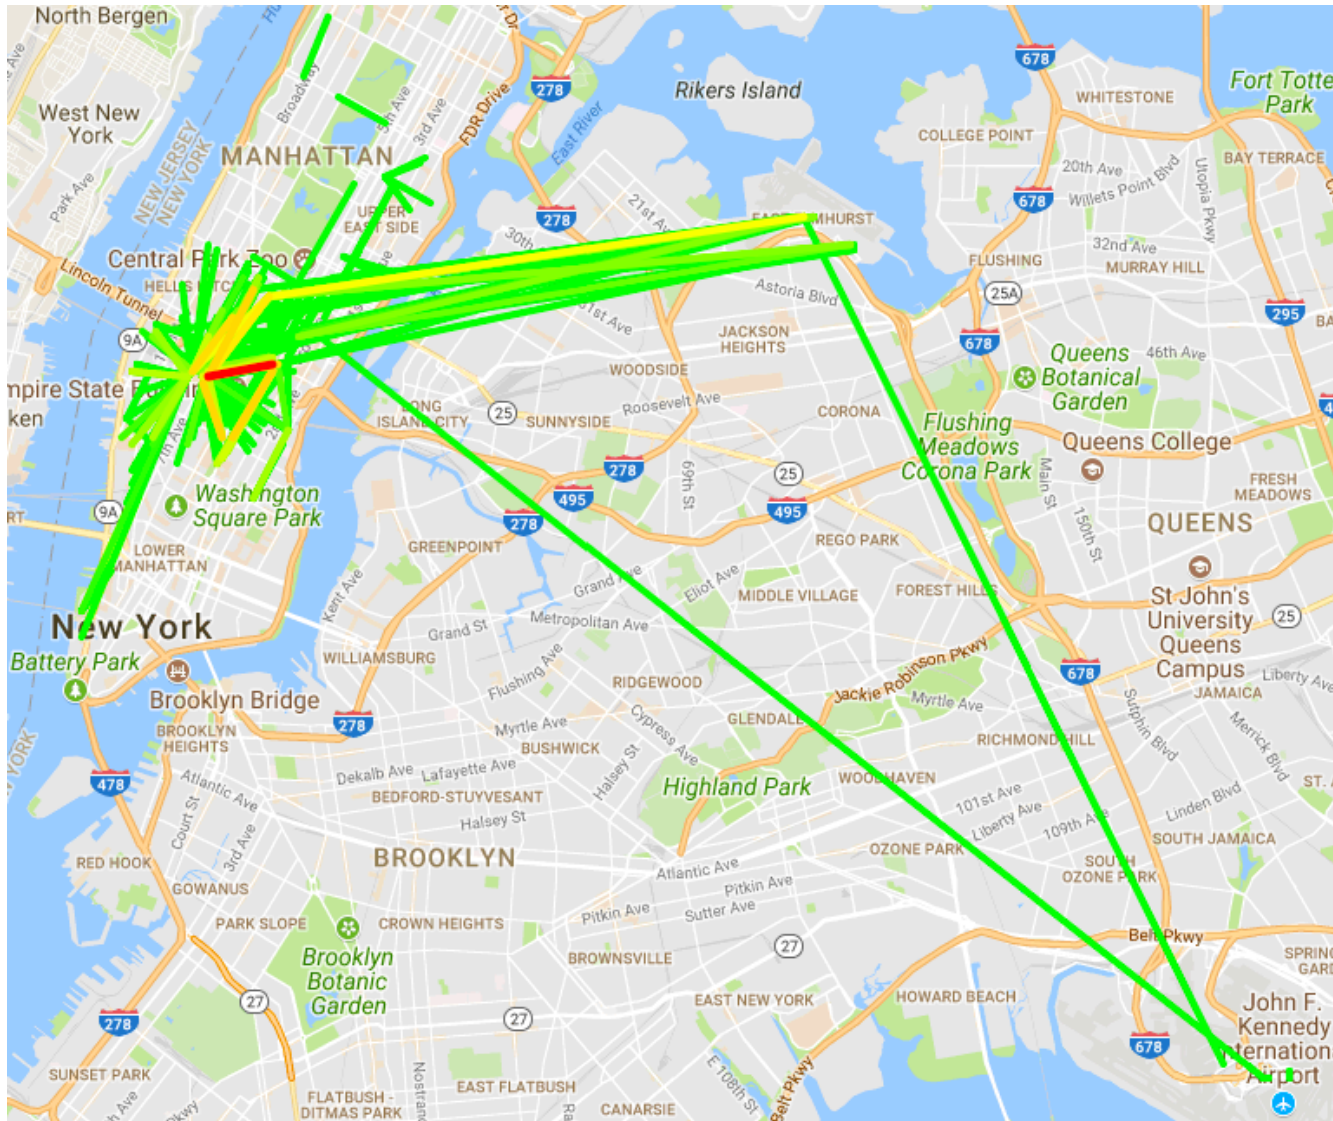 North Bergen
West New
York
Park Ave
NEW JERSEY
NEW YORK
Broadway
5th Ave
3rd Ave
FDR Drive
East River
Rikers Island
278
678
WHITESTONE
Fort Totte
Park
COLLEGE POINT
20th Ave
Willets Point Blvd
Utopia Pkwy
BAY TERRACE
MANHATTAN
UPPER
EAST SIDE
278
21st Ave
30th
678
32nd Ave
MURRAY HILL
FLUSHING
Central Park Zoo
Lincoln Tunnel
9A
Astoria Blvd
25A
295
678
JACKSON
HEIGHTS
WOODSIDE
Roosevelt Ave
46th Ave
Queens
Botanical
Garden
mpire State
ken
LONG
ISLAND CITY
25
SUNNYSIDE
CORONA
7th Ave
Flushing
Meadows
Corona Park
Queens College
278
69th St
25
Main St
FRESH
MEADOWS
Washington
Square Park
9A
495
278
495
150th St
QUEENS
LOWER
MANHATTAN
GREENPOINT
REGO PARK
Kent Ave
Grand Ave
Eliot Ave
MIDDLE VILLAGE
FOREST HILLS
St John's
University
Queens
Campus
25
New York
Grand St
Metropolitan Ave
Battery Park
WILLIAMSBURG
Flushing Ave
RIDGEWOOD
Jackie Robinson Pkwy
678
Liberty Ave
JAMAICA
Brooklyn Bridge
278
Cypress Ave
Myrtle Ave
Sutphin Blvd
Merrick Blvd
BROOKLYN
HEIGHTS
Myrtle Ave
GLENDALE
RICHMOND HILL
BUSHWICK
Halsey St
478
Atlantic Ave
Dekalb Ave
Lafayette Ave
BEDFORD-STUYVESANT
Highland Park
WOODHAVEN
101st Ave
Liberty Ave
Linden Blvd
Court St
3rd Ave
Halsey St
109th Ave
RED HOOK
BROOKLYN
OZONE PARK
SOUTH JAMAICA
GOWANUS
Atlantic Ave
Pitkin Ave
SOUTH
OZONE PARK
PARK SLOPE
CROWN HEIGHTS
Pitkin Ave
Sutter Ave
Belt Pkwy
Brooklyn
Botanic
Garden
BROWNSVILLE
27
27
278
27
EAST NEW YORK
HOWARD BEACH
John F.
Kennedy
nternation
Airport
678
SUNSET PARK
EAST FLATBUSH
E 108th St
Belt Pkwy
FLATBUSH -
DITMAS PARK
CANARSIE